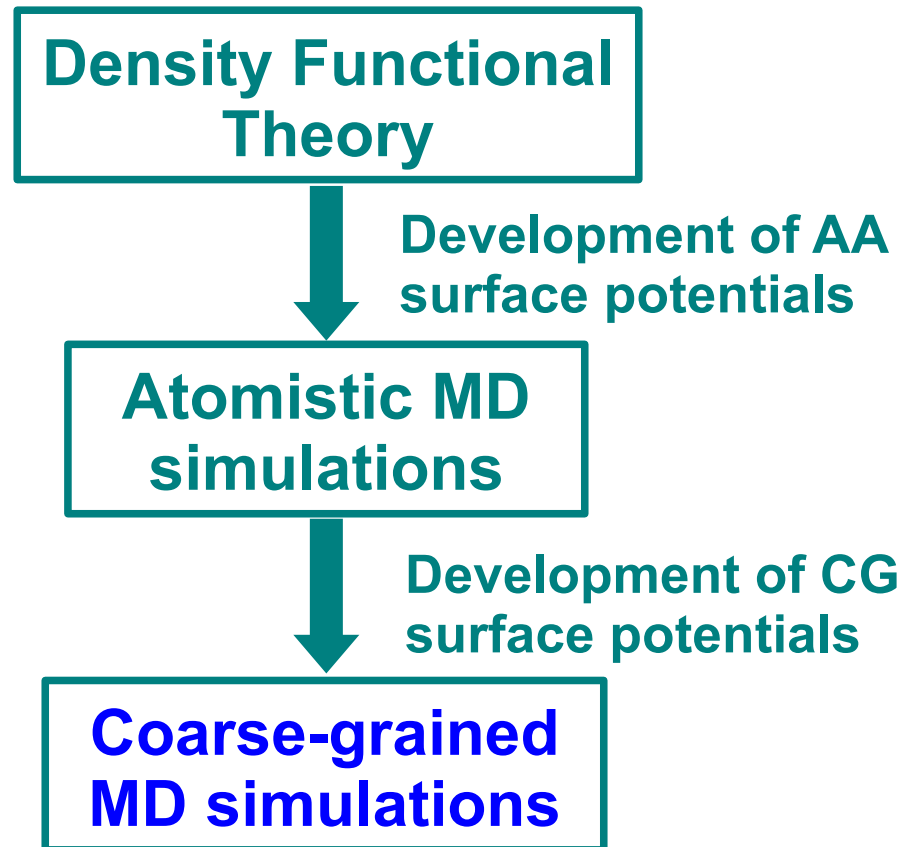 Density Functional
Theory
Development of AA
surface potentials
Atomistic MD
simulations
Development of CG
surface potentials
Coarse-grained
MD simulations